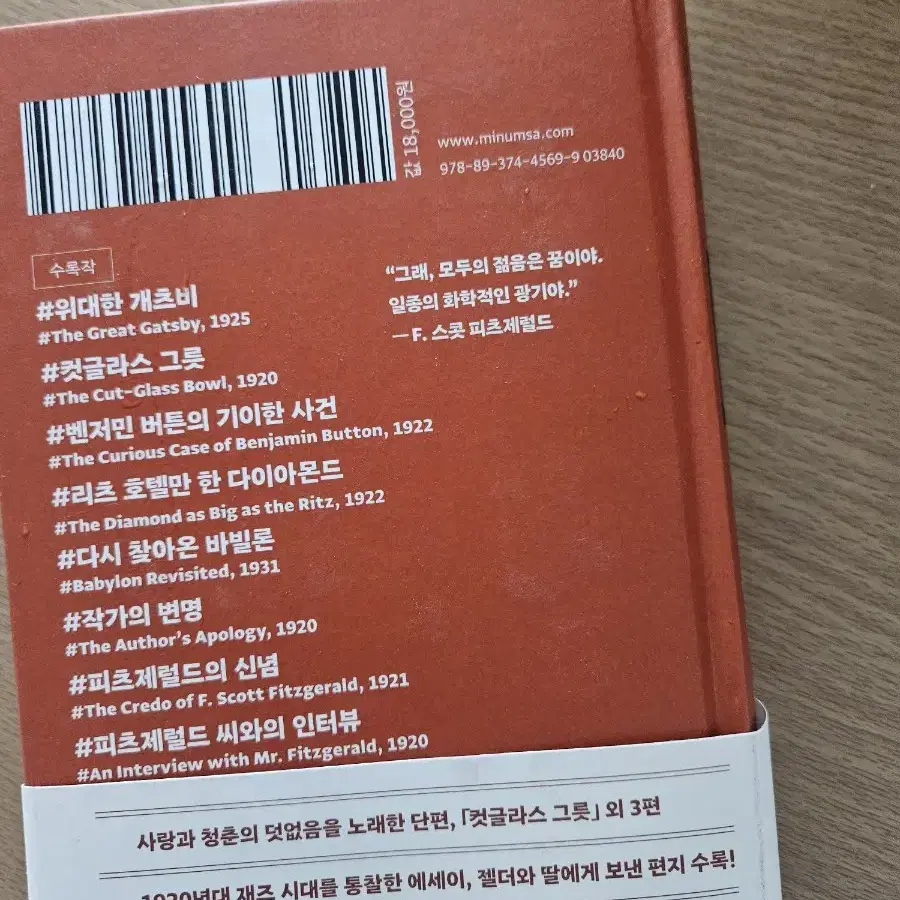 값 18,000원
www.minumsa.com
978-89-374-4569-9 03840
수록작
#위대한 개츠비
#The Great Gatsby, 1925
#컷글라스 그릇
#The Cut-Glass Bowl, 1920
#벤저민 버튼의 기이한 사건
#The Curious Case of Benjamin Button, 1922
#리츠 호텔만 한 다이아몬드
#The Diamond as Big as the Ritz, 1922
#다시 찾아온 바빌론
#Babylon Revisited, 1931
#작가의 변명
#The Author's Apology, 1920
#피츠제럴드의 신념
#The Credo of F. Scott Fitzgerald, 1921
#피츠제럴드 씨와의 인터뷰
#An Interview with Mr. Fitzgerald, 1920
“그래, 모두의 젊음은 꿈이야.
일종의 화학적인 광기야.”
— F. 스콧 피츠제럴드
사랑과 청춘의 덧없음을 노래한 단편, 「컷글라스 그릇」 외 3편
1920년대 재즈 시대를 통찰한 에세이, 젤더와 딸에게 보낸 편지 수록!